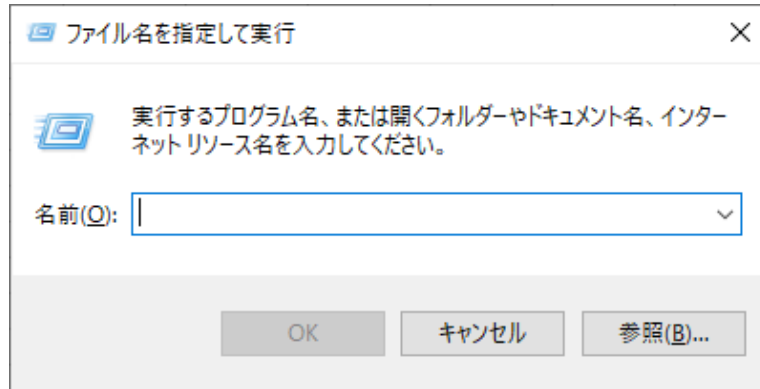 ファイル名を指定して実行
実行するプログラム名、または開くフォルダーやドキュメント名、インター
ネット リソース名を入力してください。
名前(O):
OK キャンセル 参照(B)...